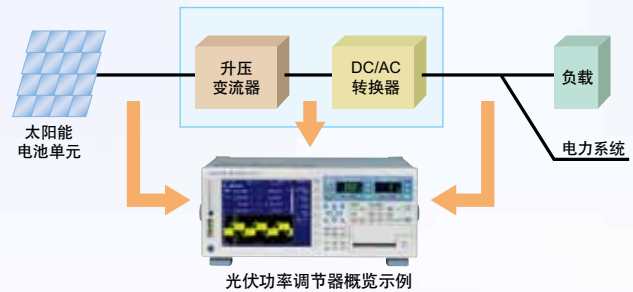 升压
变流器
DC/AC
转换器
负载
太阳能
电池单元
电力系统
光伏功率调节器概览示例